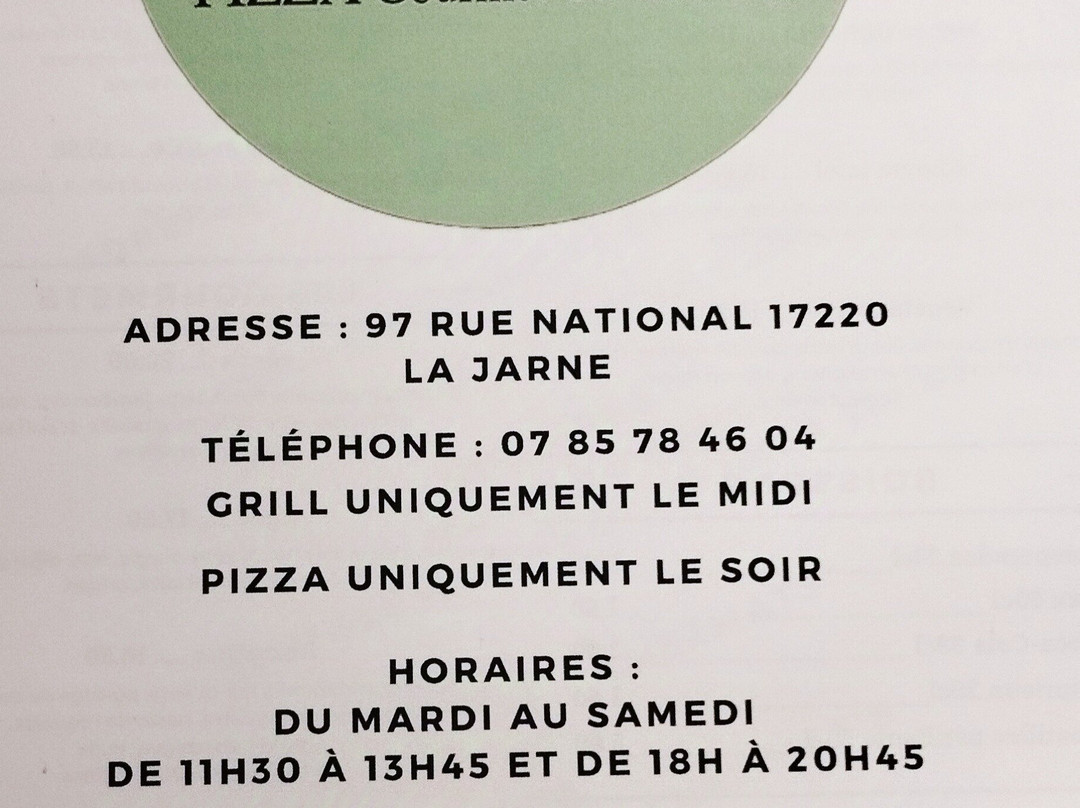 PIZZA
ADRESSE : 97 RUE NATIONAL 17220
LA JARNE
TÉLÉPHONE : 07 85 78 46 04
GRILL UNIQUEMENT LE MIDI
PIZZA UNIQUEMENT LE SOIR
HORAIRES :
DU MARDI AU SAMEDI
DE 11H30 À 13H45 ET DE 18H À 20H45